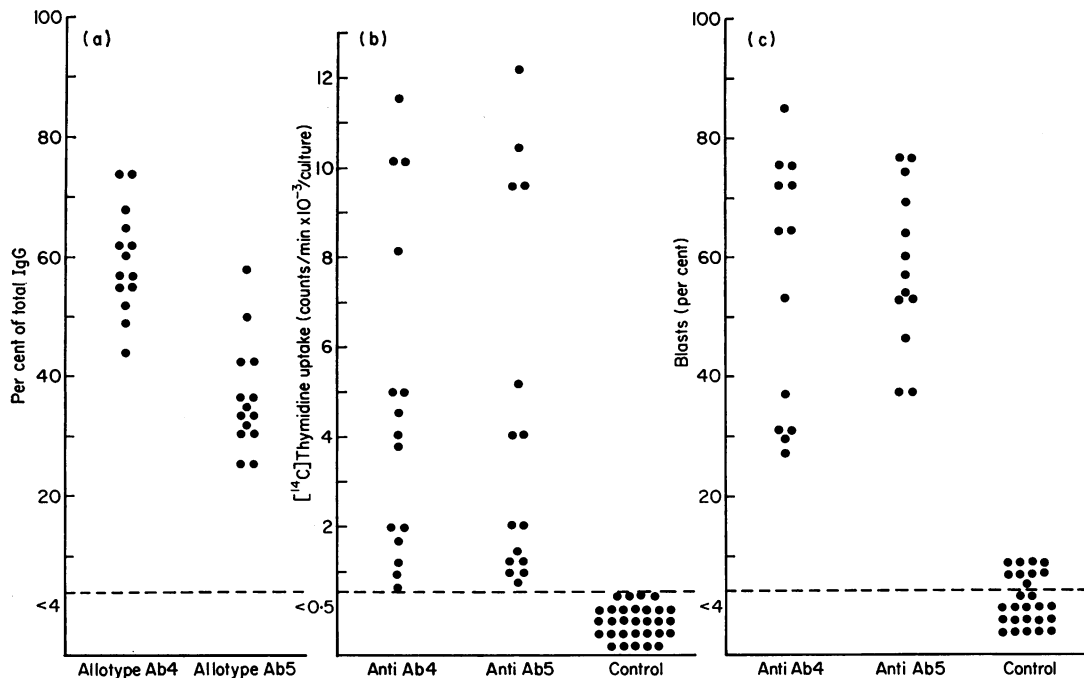 (a)
Per cent of total IgG
100
80
60
40
20
<4
Allotype Ab4 Allotype Ab5
(b)
[¹⁴C]Thymidine uptake (counts/min x10⁻³/culture)
12
10
8
6
4
2
<0·5
Anti Ab4 Anti Ab5 Control
(c)
Blasts (per cent)
100
80
60
40
20
<4
Anti Ab4 Anti Ab5 Control